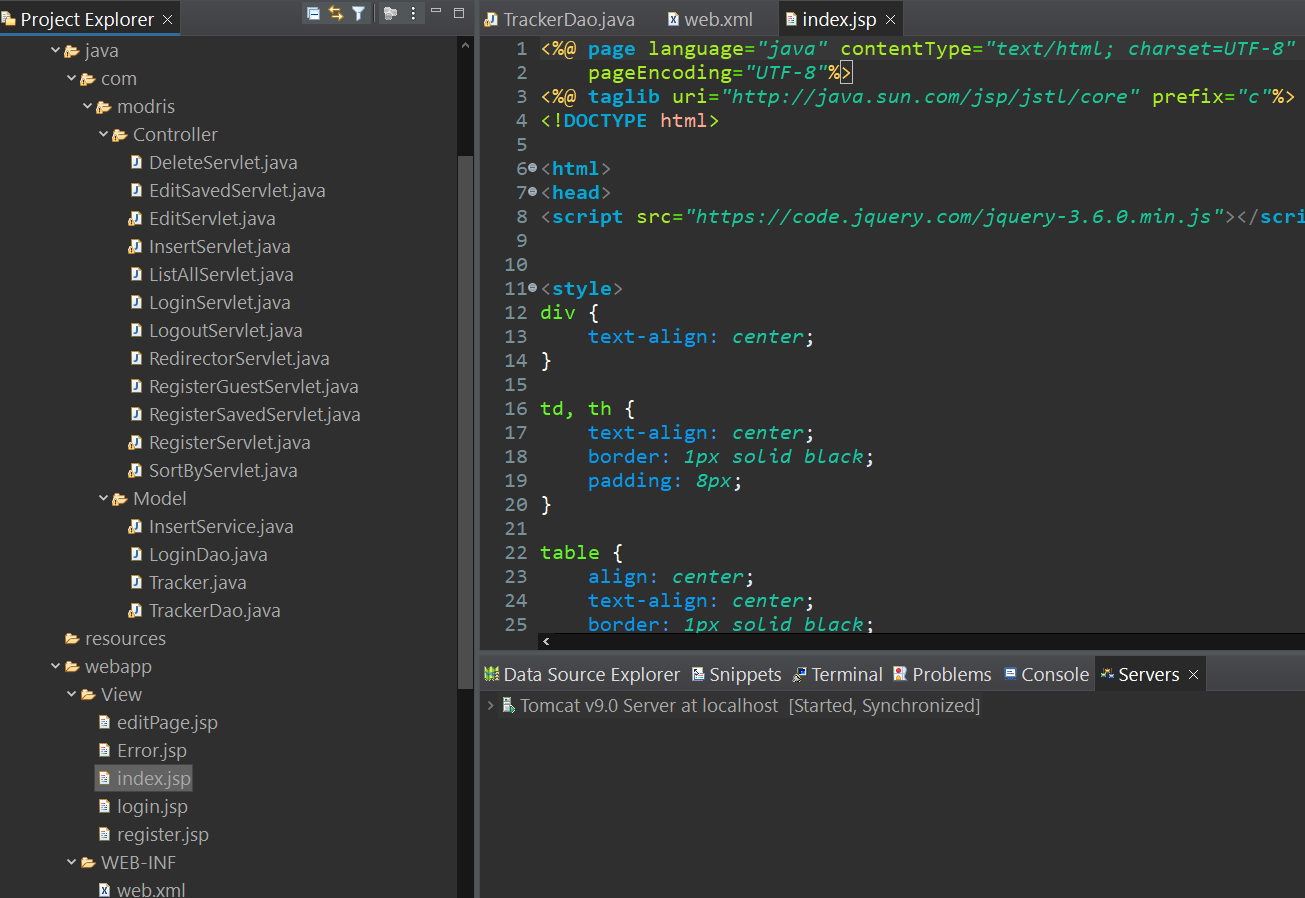 Project Explorer
java
com
modris
Controller
DeleteServlet.java
EditSavedServlet.java
EditServlet.java
InsertServlet.java
ListAllServlet.java
LoginServlet.java
LogoutServlet.java
RedirectorServlet.java
RegisterGuestServlet.java
RegisterSavedServlet.java
RegisterServlet.java
SortByServlet.java
Model
InsertService.java
LoginDao.java
Tracker.java
TrackerDao.java
resources
webapp
View
editPage.jsp
Error.jsp
index.jsp
login.jsp
register.jsp
WEB-INF
web.xml
TrackerDao.java web.xml index.jsp
1 <%@ page language="java" contentType="text/html; charset=UTF-8"
2 pageEncoding="UTF-8"%>
3 <%@ taglib uri="http://java.sun.com/jsp/jstl/core" prefix="c"%>
4 <!DOCTYPE html>
5
6 <html>
7 <head>
8 <script src="https://code.jquery.com/jquery-3.6.0.min.js"></scri
9
10
11 <style>
12 div {
13 text-align: center;
14 }
15
16 td, th {
17 text-align: center;
18 border: 1px solid black;
19 padding: 8px;
20 }
21
22 table {
23 align: center;
24 text-align: center;
25 border: 1px solid black;
Data Source Explorer Snippets Terminal Problems Console Servers
Tomcat v9.0 Server at localhost [Started, Synchronized]